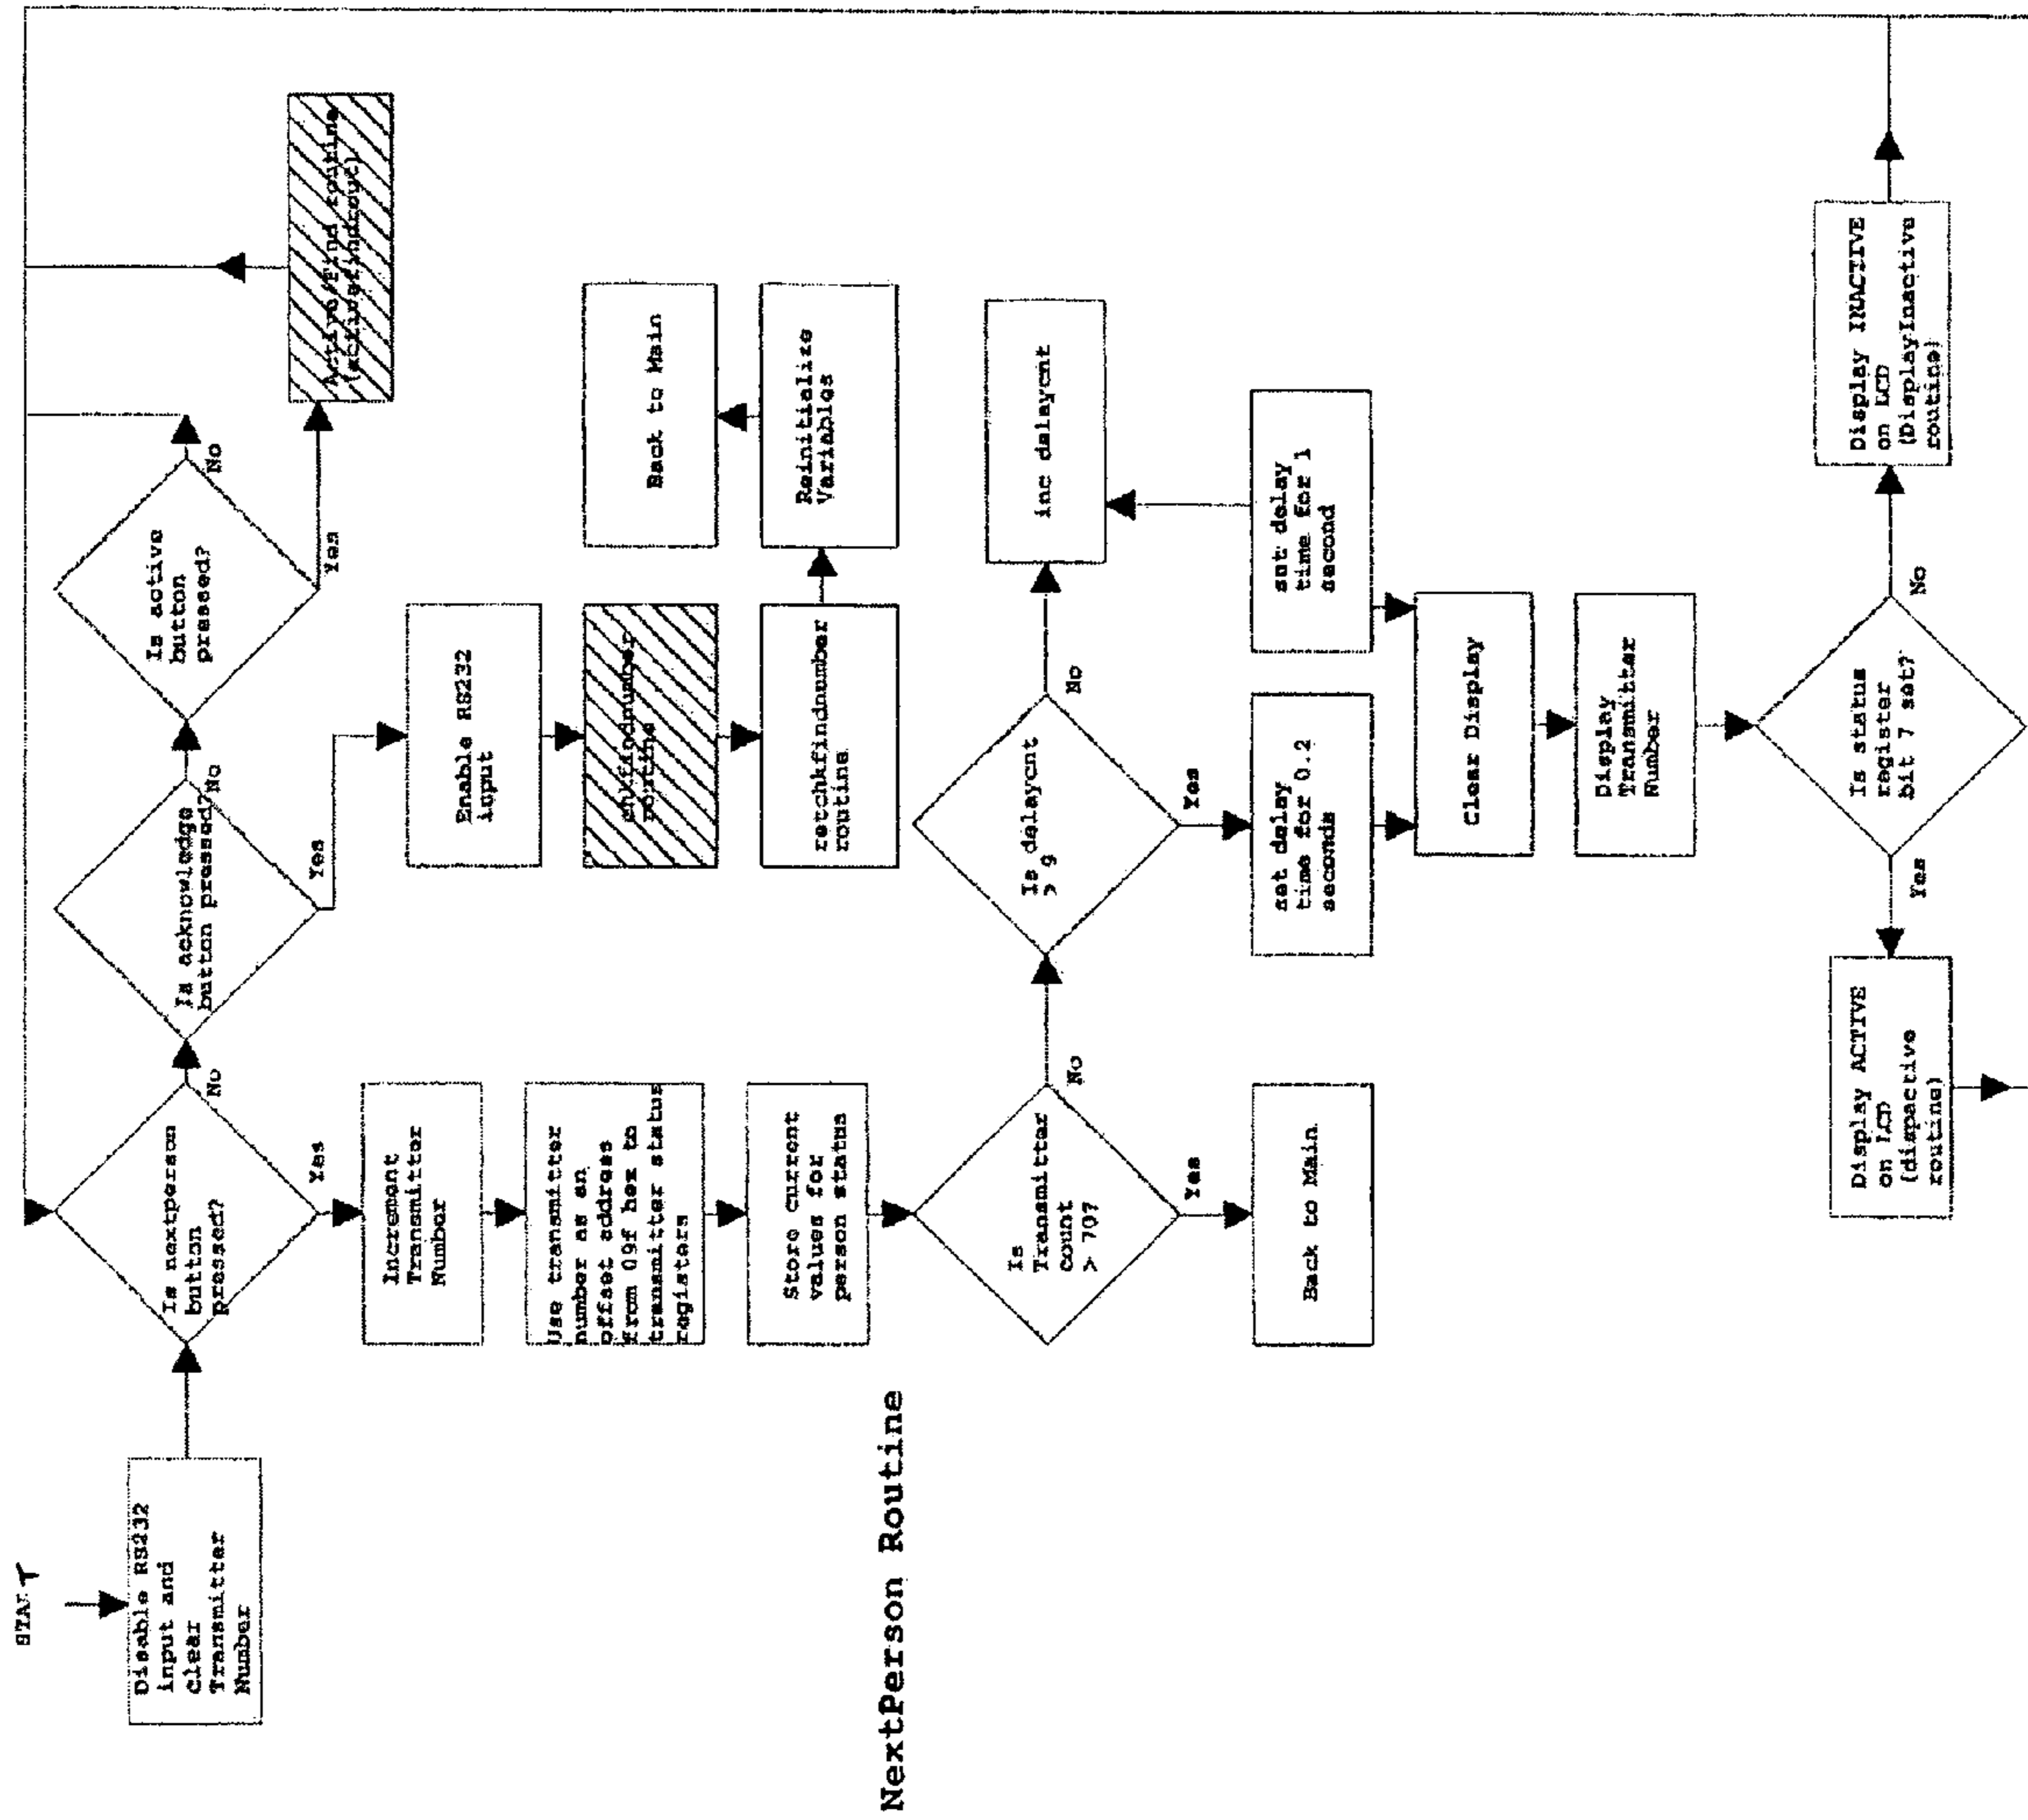 START
Disable RS232
input and
clear
Transmitter
Number
Is nextperson
button
pressed?
No
Yes
Is acknowledge
button pressed?
No
Yes
Is active
button
pressed?
No
Yes
Active/Find routine
(activefindrout)
Increment
Transmitter
Number
Use transmitter
number as an
offset address
from 09f hex to
transmitter status
registers
Store current
values for
person status
Is
Transmitter
count
> 70?
No
Yes
Back to Main
Enable RS232
input
chkfindnumber
routine
retchkfindnumber
routine
Reinitialize
Variables
Back to Main
Is delaycnt
> 9
No
Yes
inc delaycnt
set delay
time for 0.2
seconds
set delay
time for 1
second
Clear Display
Display
Transmitter
Number
Is status
register
bit 7 set?
Yes
No
Display ACTIVE
on LCD
(dispactive
routine)
Display INACTIVE
on LCD
(DisplayInactive
routine)
NextPerson Routine